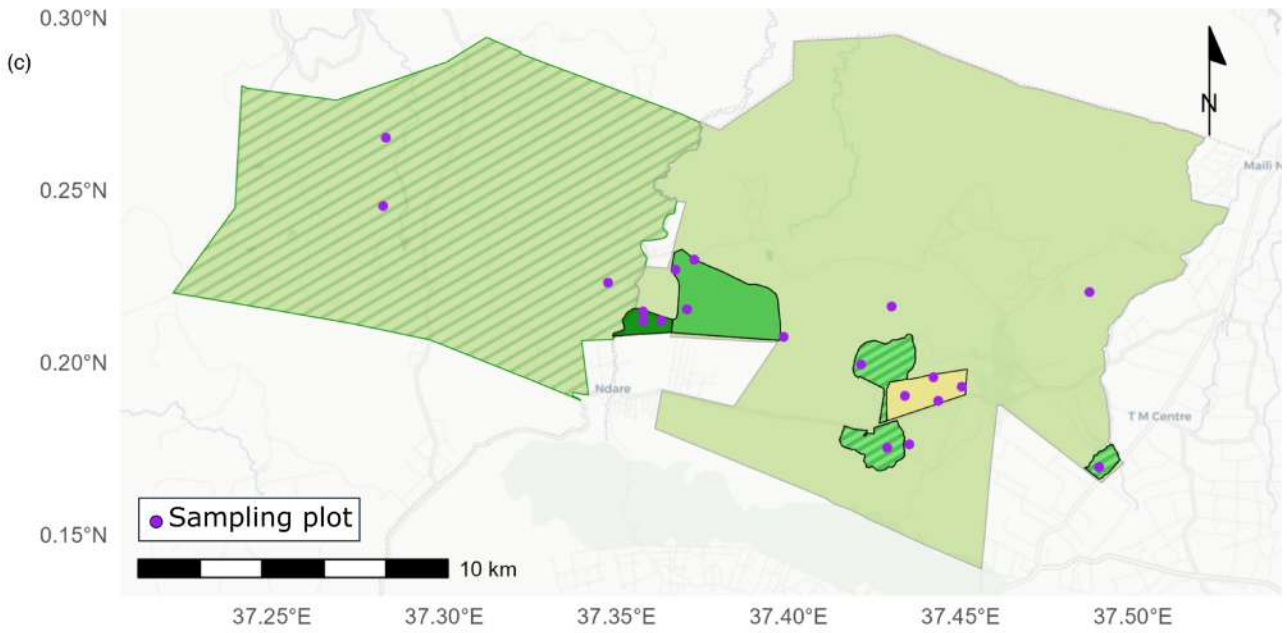 0.30°N
(c)
N
Maili N
0.25°N
0.20°N
Ndare
T M Centre
Sampling plot
0.15°N
10 km
37.25°E 37.30°E 37.35°E 37.40°E 37.45°E 37.50°E